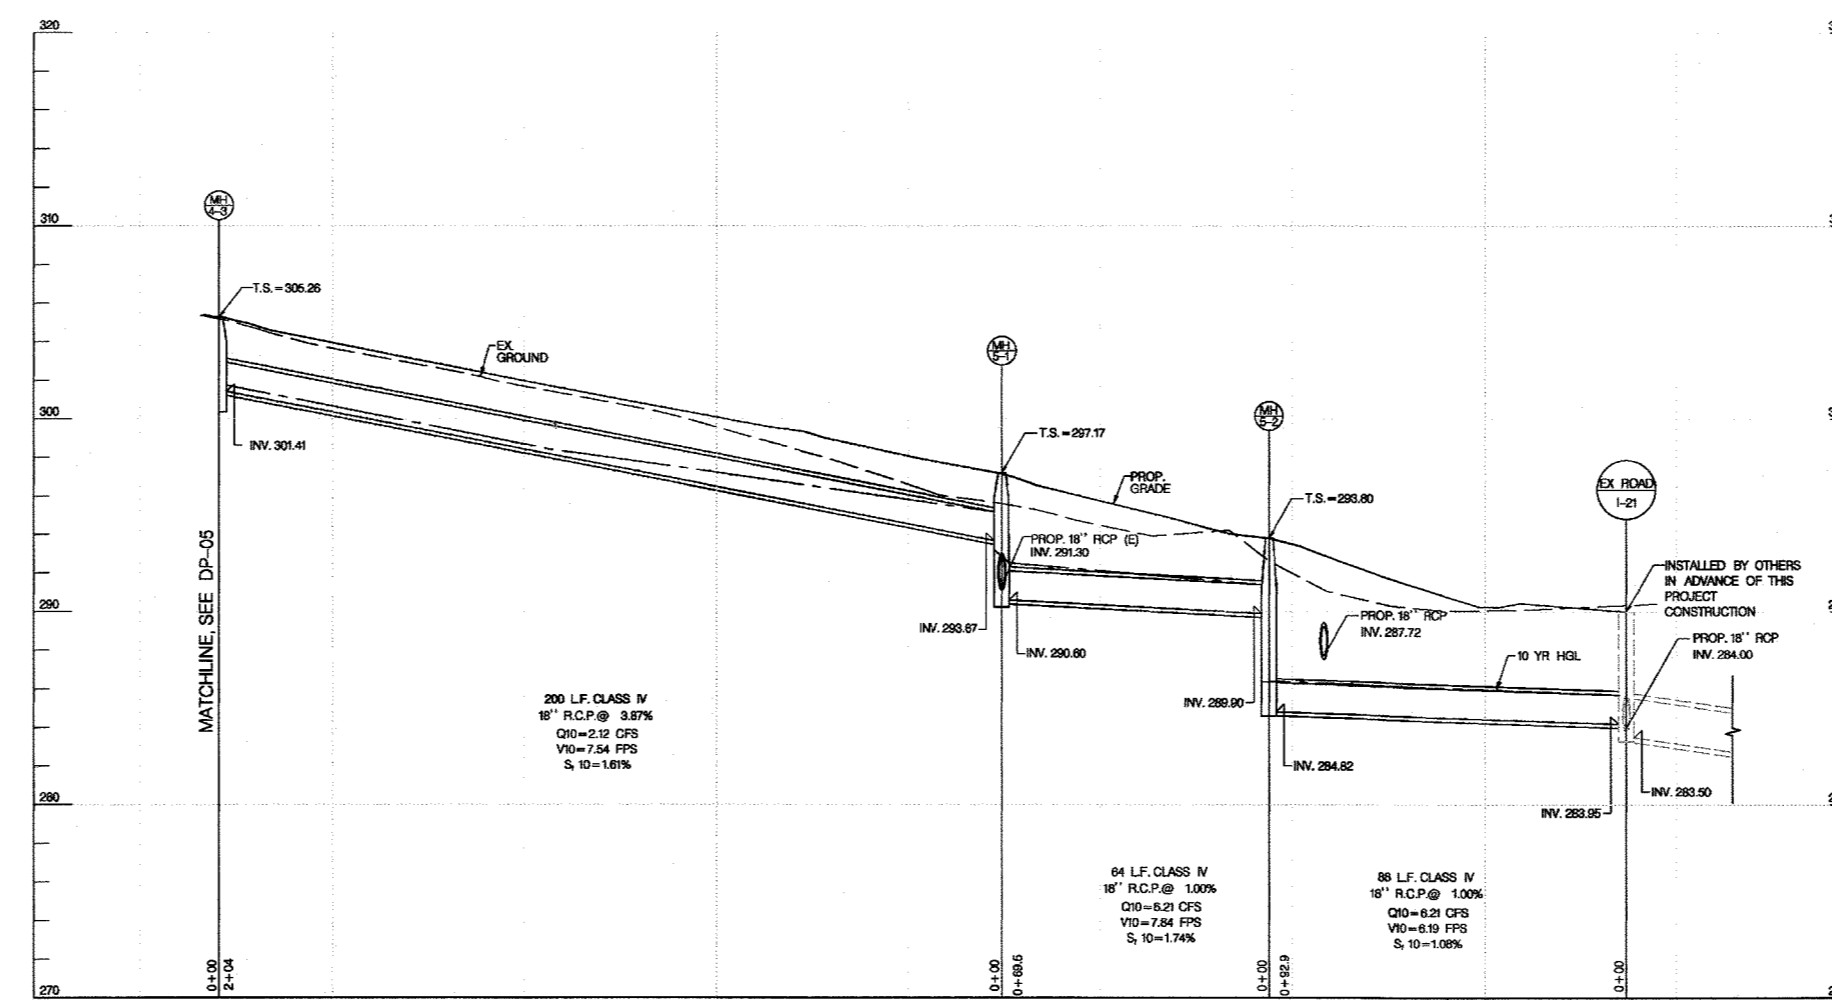 320
310
300
290
280
270
MH
4-3
T.S.=305.26
EX.
GROUND
INV. 301.41
MATCHLINE, SEE DP-05
200 L.F. CLASS IV
18'' R.C.P.@ 3.87%
Q10=2.12 CFS
V10=7.54 FPS
S, 10=1.61%
MH
5-1
T.S.=297.17
PROP.
GRADE
PROP. 18'' RCP (E)
INV. 291.30
INV. 293.67
INV. 290.60
MH
5-2
T.S.=293.80
PROP. 18'' RCP
INV. 287.72
10 YR HGL
INV. 289.90
INV. 284.82
EX ROAD
I-21
INSTALLED BY OTHERS
IN ADVANCE OF THIS
PROJECT
CONSTRUCTION
PROP. 18'' RCP
INV. 284.00
INV. 283.50
INV. 283.95
64 L.F. CLASS IV
18'' R.C.P.@ 1.00%
Q10=6.21 CFS
V10=7.84 FPS
S, 10=1.74%
88 L.F. CLASS IV
18'' R.C.P.@ 1.00%
Q10=6.21 CFS
V10=6.19 FPS
S, 10=1.08%
0+00
2+04
0+00
0+69.5
0+00
0+92.9
0+00